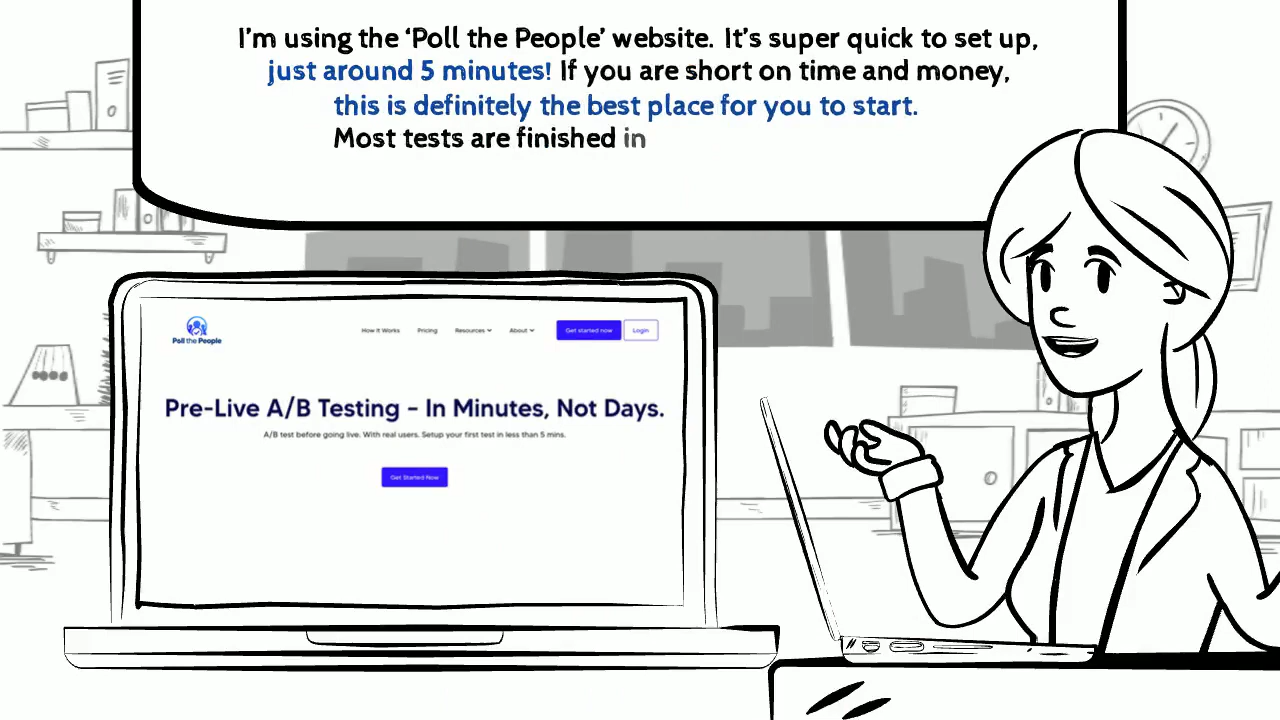 I'm using the ‘Poll the People’ website. It's super quick to set up,
just around 5 minutes! If you are short on time and money,
this is definitely the best place for you to start.
Most tests are finished in
Poll the People
How It Works
Pricing
Resources
About
Get started now
Login
Pre-Live A/B Testing – In Minutes, Not Days.
A/B test before going live. With real users. Setup your first test in less than 5 mins.
Get Started Now